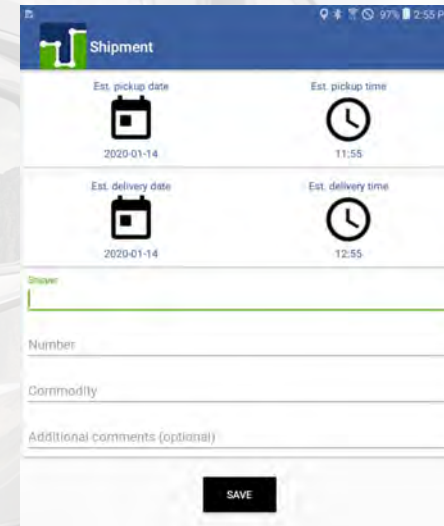 97% 2:55 P
Shipment
Est. pickup date Est. pickup time
2020-01-14 11:55
Est. delivery date Est. delivery time
2020-01-14 12:55
Number
Commodity
Additional comments (optional)
SAVE